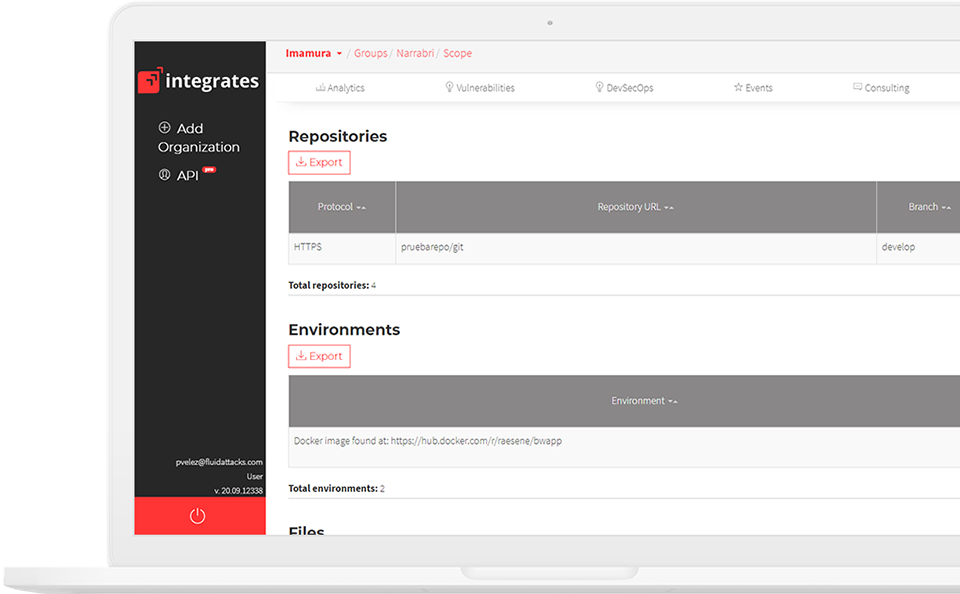 integrates
Add
Organization
API pro
pvelez@fluidattacks.com
User
v. 20.09.12338
Imamura / Groups / Narrabri / Scope
Analytics Vulnerabilities DevSecOps Events Consulting
Repositories
Export
Protocol Repository URL Branch
HTTPS pruebarepo/git develop
Total repositories: 4
Environments
Export
Environment
Docker image found at: https://hub.docker.com/r/raesene/bwapp
Total environments: 2
Files